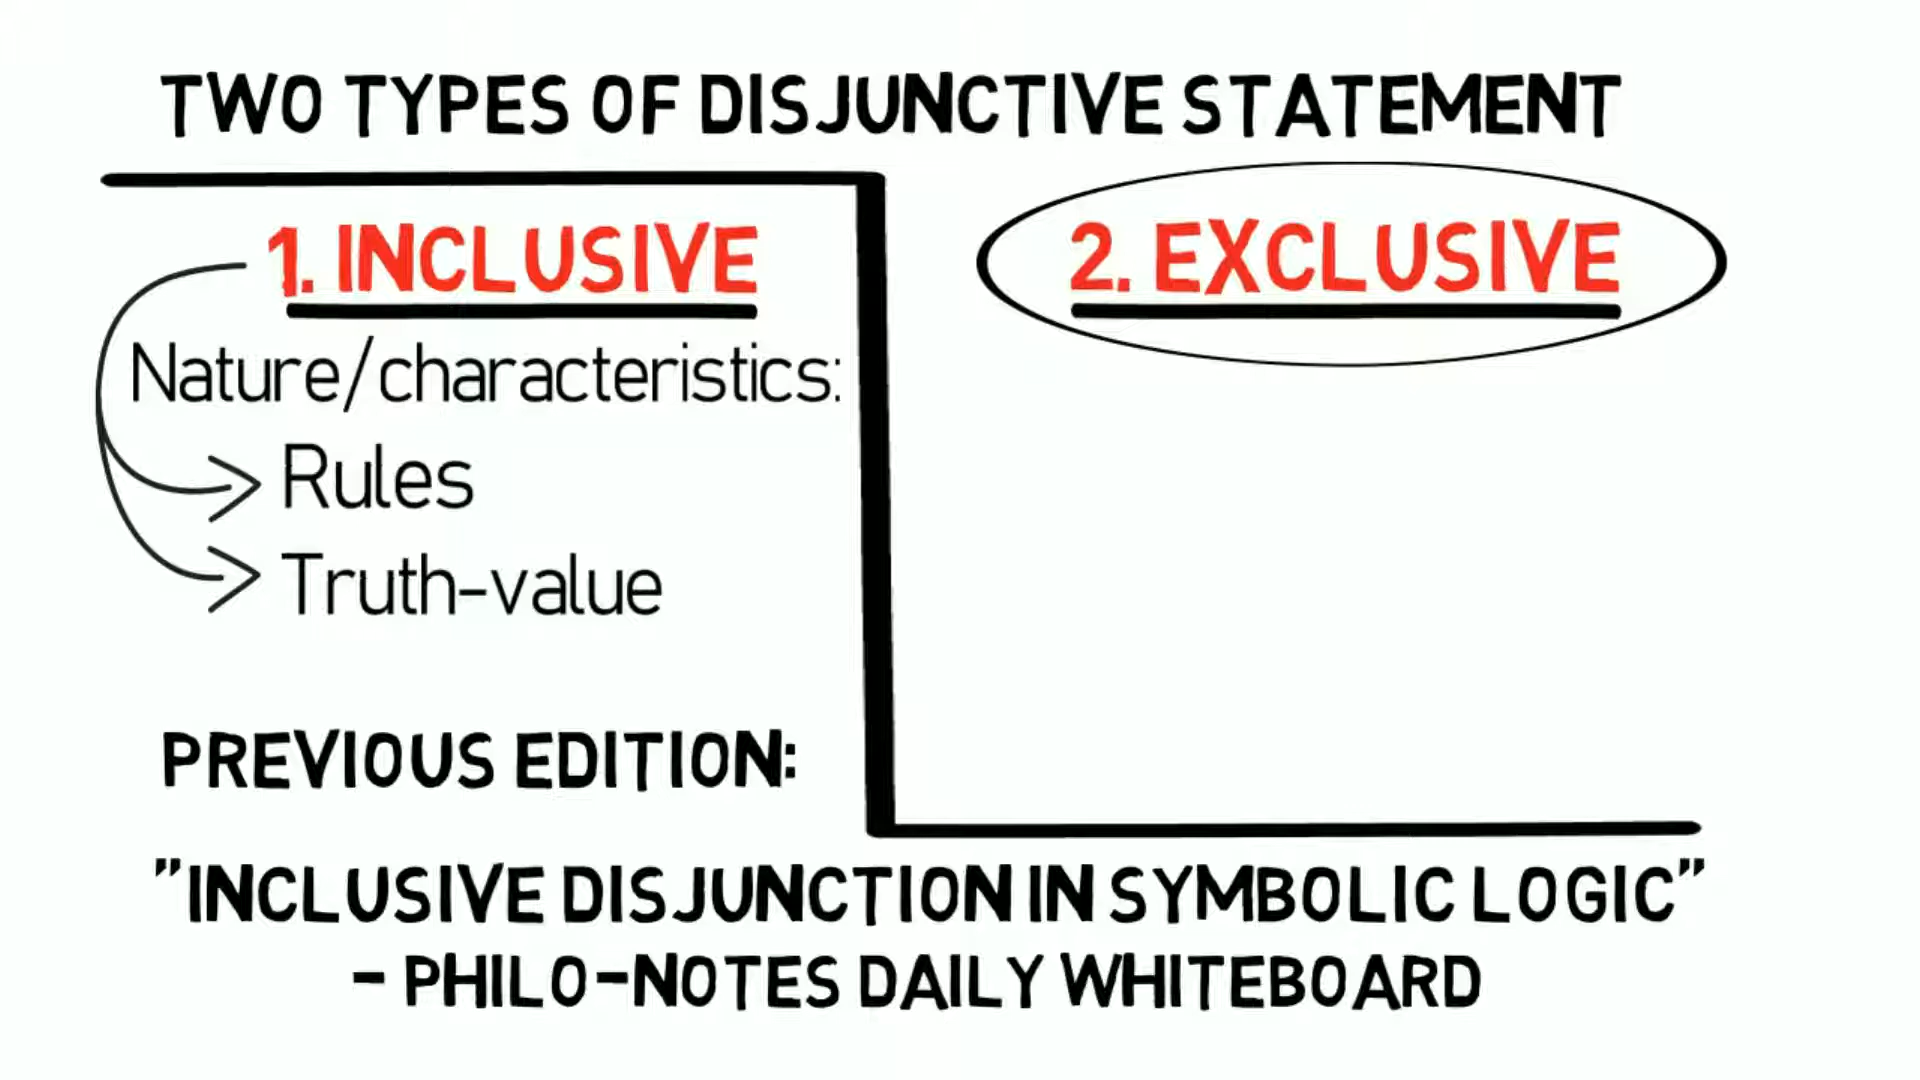 TWO TYPES OF DISJUNCTIVE STATEMENT
1. INCLUSIVE
Nature/characteristics:
Rules
Truth-value
2. EXCLUSIVE
PREVIOUS EDITION:
"INCLUSIVE DISJUNCTION IN SYMBOLIC LOGIC"
- PHILO-NOTES DAILY WHITEBOARD